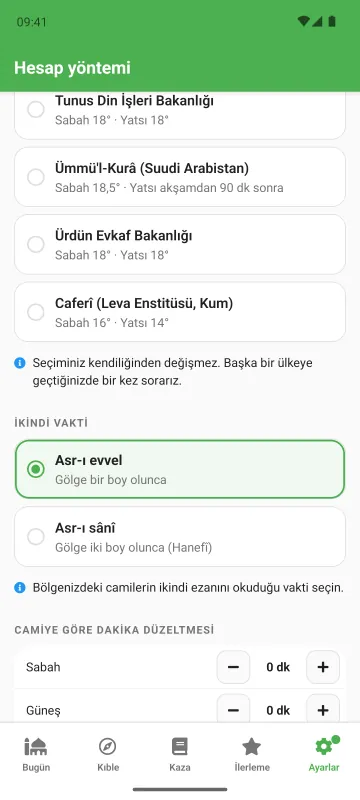 09:41
Hesap yöntemi
Tunus Din İşleri Bakanlığı
Sabah 18° · Yatsı 18°
Ümmü'l-Kurâ (Suudi Arabistan)
Sabah 18,5° · Yatsı akşamdan 90 dk sonra
Ürdün Evkaf Bakanlığı
Sabah 18° · Yatsı 18°
Caferî (Leva Enstitüsü, Kum)
Sabah 16° · Yatsı 14°
Seçiminiz kendiliğinden değişmez. Başka bir ülkeye
geçtiğinizde bir kez sorarız.
İKİNDİ VAKTİ
Asr-ı evvel
Gölge bir boy olunca
Asr-ı sânî
Gölge iki boy olunca (Hanefî)
Bölgenizdeki camilerin ikindi ezanını okuduğu vakti seçin.
CAMİYE GÖRE DAKİKA DÜZELTMESİ
Sabah − 0 dk +
Güneş − 0 dk +
Bugün Kıble Kaza İlerleme Ayarlar